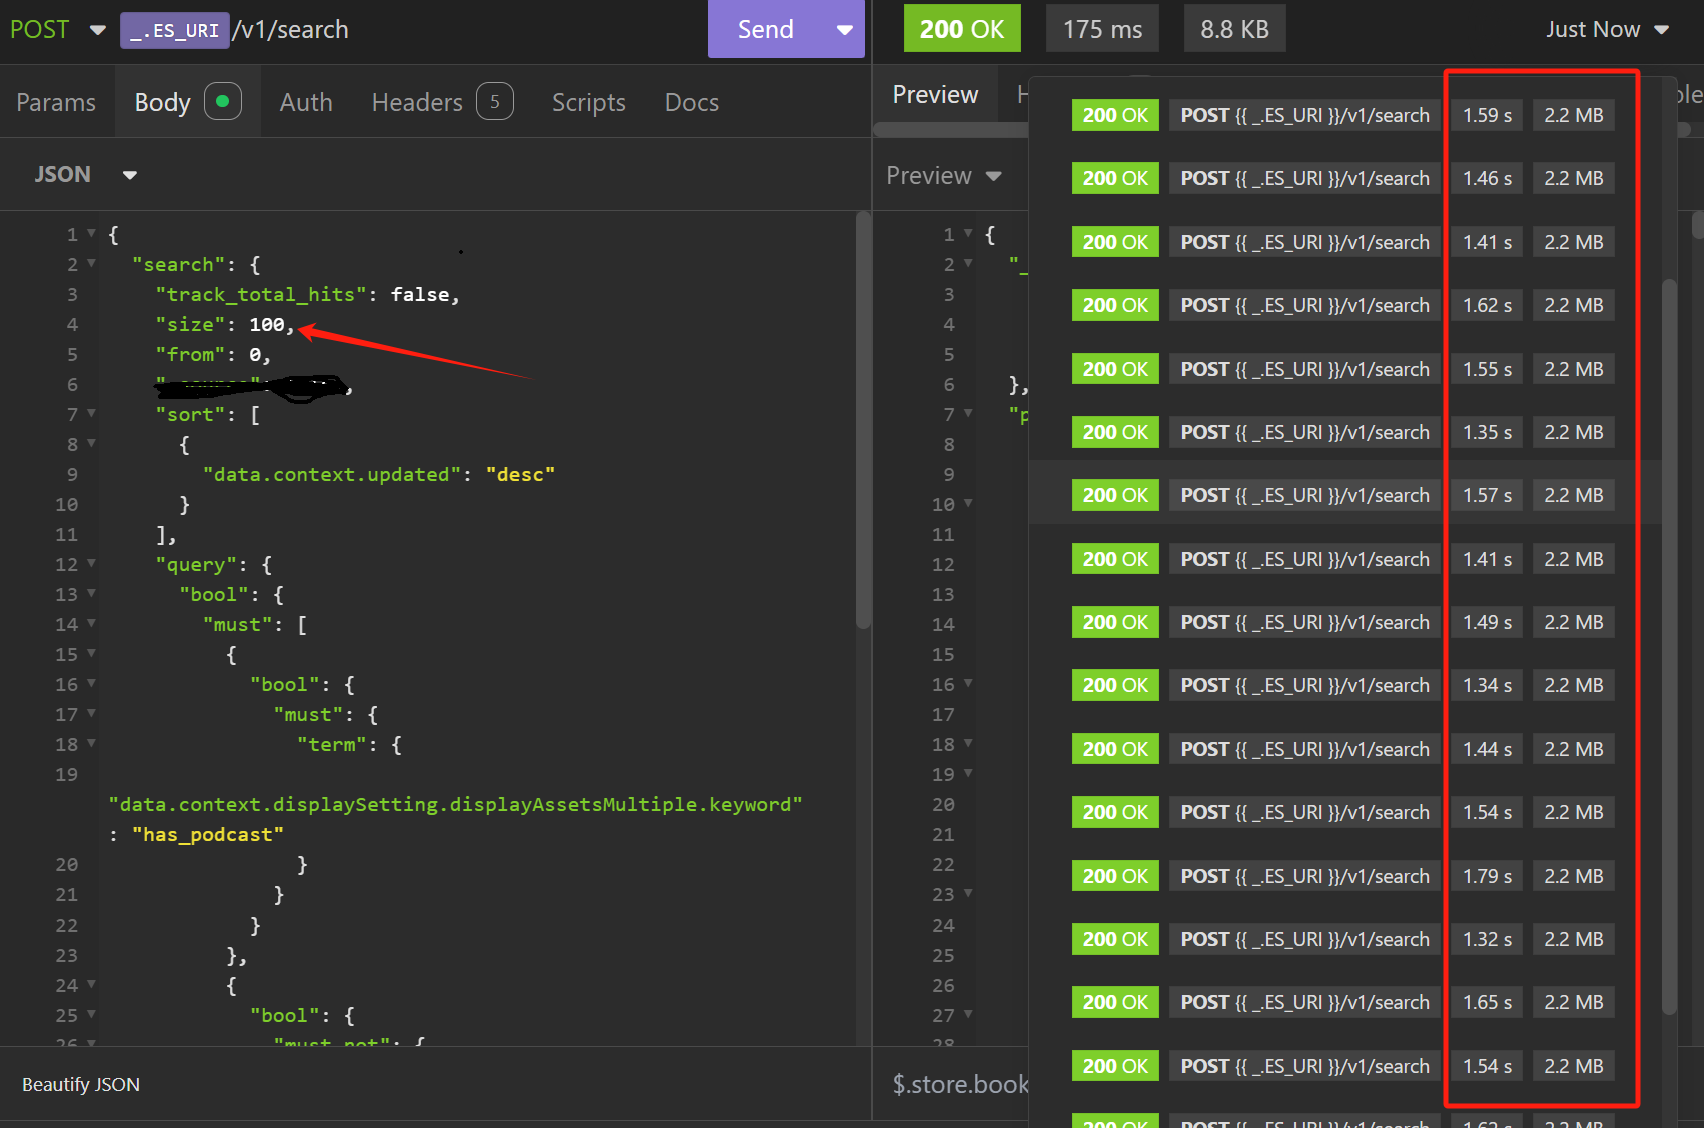 POST _.ES_URI /v1/search Send
200 OK 175 ms 8.8 KB Just Now
Params Body Auth Headers 5 Scripts Docs
JSON
1 {
2 "search": {
3 "track_total_hits": false,
4 "size": 100,
5 "from": 0,
6 ,
7 "sort": [
8 {
9 "data.context.updated": "desc"
10 }
11 ],
12 "query": {
13 "bool": {
14 "must": [
15 {
16 "bool": {
17 "must": {
18 "term": {
19
"data.context.displaySetting.displayAssetsMultiple.keyword"
: "has_podcast"
20 }
21 }
22 }
23 },
24 {
25 "bool": {
26 "must_not": {
Beautify JSON
Preview
Preview
1 {
2 "_
3
4
5
6 },
7 "p
8
9
10
11
12
13
14
15
16
17
18
19
20
21
22
23
24
25
26
27
28
$.store.book
200 OK POST {{ _.ES_URI }}/v1/search 1.59 s 2.2 MB
200 OK POST {{ _.ES_URI }}/v1/search 1.46 s 2.2 MB
200 OK POST {{ _.ES_URI }}/v1/search 1.41 s 2.2 MB
200 OK POST {{ _.ES_URI }}/v1/search 1.62 s 2.2 MB
200 OK POST {{ _.ES_URI }}/v1/search 1.55 s 2.2 MB
200 OK POST {{ _.ES_URI }}/v1/search 1.35 s 2.2 MB
200 OK POST {{ _.ES_URI }}/v1/search 1.57 s 2.2 MB
200 OK POST {{ _.ES_URI }}/v1/search 1.41 s 2.2 MB
200 OK POST {{ _.ES_URI }}/v1/search 1.49 s 2.2 MB
200 OK POST {{ _.ES_URI }}/v1/search 1.34 s 2.2 MB
200 OK POST {{ _.ES_URI }}/v1/search 1.44 s 2.2 MB
200 OK POST {{ _.ES_URI }}/v1/search 1.54 s 2.2 MB
200 OK POST {{ _.ES_URI }}/v1/search 1.79 s 2.2 MB
200 OK POST {{ _.ES_URI }}/v1/search 1.32 s 2.2 MB
200 OK POST {{ _.ES_URI }}/v1/search 1.65 s 2.2 MB
200 OK POST {{ _.ES_URI }}/v1/search 1.54 s 2.2 MB
200 OK POST {{ _.ES_URI }}/v1/search 1.62 s 2.2 MB